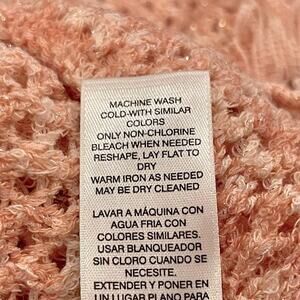 MACHINE WASH
COLD-WITH SIMILAR
COLORS
ONLY NON-CHLORINE
BLEACH WHEN NEEDED
RESHAPE, LAY FLAT TO
DRY
WARM IRON AS NEEDED
MAY BE DRY CLEANED
LAVAR A MÁQUINA CON
AGUA FRIA CON
COLORES SIMILARES.
USAR BLANQUEADOR
SIN CLORO CUANDO SE
NECESITE.
EXTENDER Y PONER EN
UN LUGAR PLANO PARA